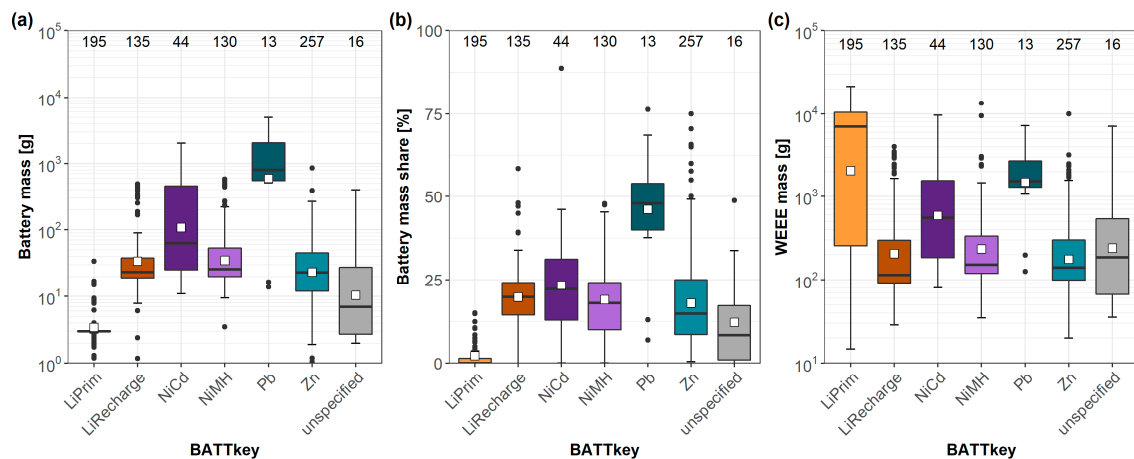 (a)
Battery mass [g]
10^5
10^4
10^3
10^2
10^1
10^0
195 135 44 130 13 257 16
LiPrim LiRecharge NiCd NiMH Pb Zn unspecified
BATTkey
(b)
Battery mass share [%]
100
75
50
25
0
195 135 44 130 13 257 16
LiPrim LiRecharge NiCd NiMH Pb Zn unspecified
BATTkey
(c)
WEEE mass [g]
10^5
10^4
10^3
10^2
10^1
195 135 44 130 13 257 16
LiPrim LiRecharge NiCd NiMH Pb Zn unspecified
BATTkey